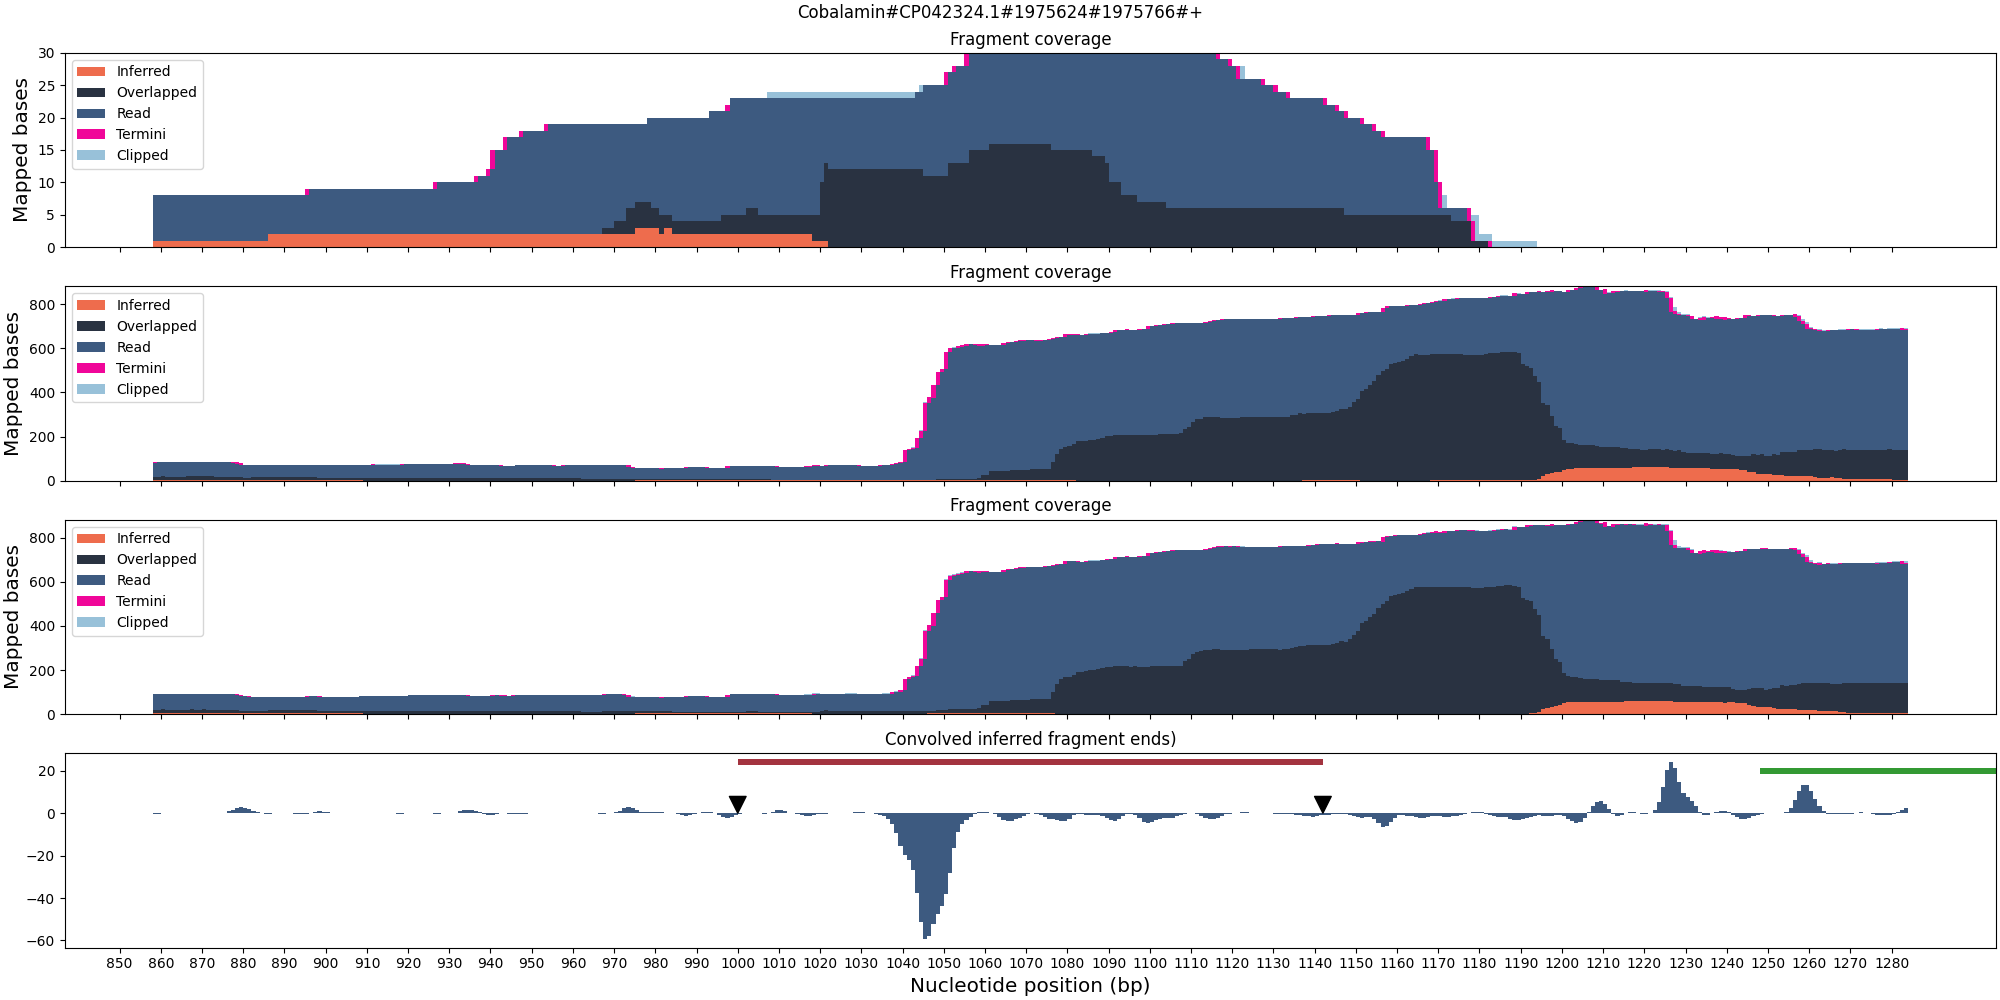 Cobalamin#CP042324.1#1975624#1975766#+
Fragment coverage
30
25
20
15
10
5
0
Mapped bases
Inferred
Overlapped
Read
Termini
Clipped
Fragment coverage
800
600
400
200
0
Mapped bases
Inferred
Overlapped
Read
Termini
Clipped
Fragment coverage
800
600
400
200
0
Mapped bases
Inferred
Overlapped
Read
Termini
Clipped
Convolved inferred fragment ends)
20
0
−20
−40
−60
850 860 870 880 890 900 910 920 930 940 950 960 970 980 990 1000 1010 1020 1030 1040 1050 1060 1070 1080 1090 1100 1110 1120 1130 1140 1150 1160 1170 1180 1190 1200 1210 1220 1230 1240 1250 1260 1270 1280
Nucleotide position (bp)